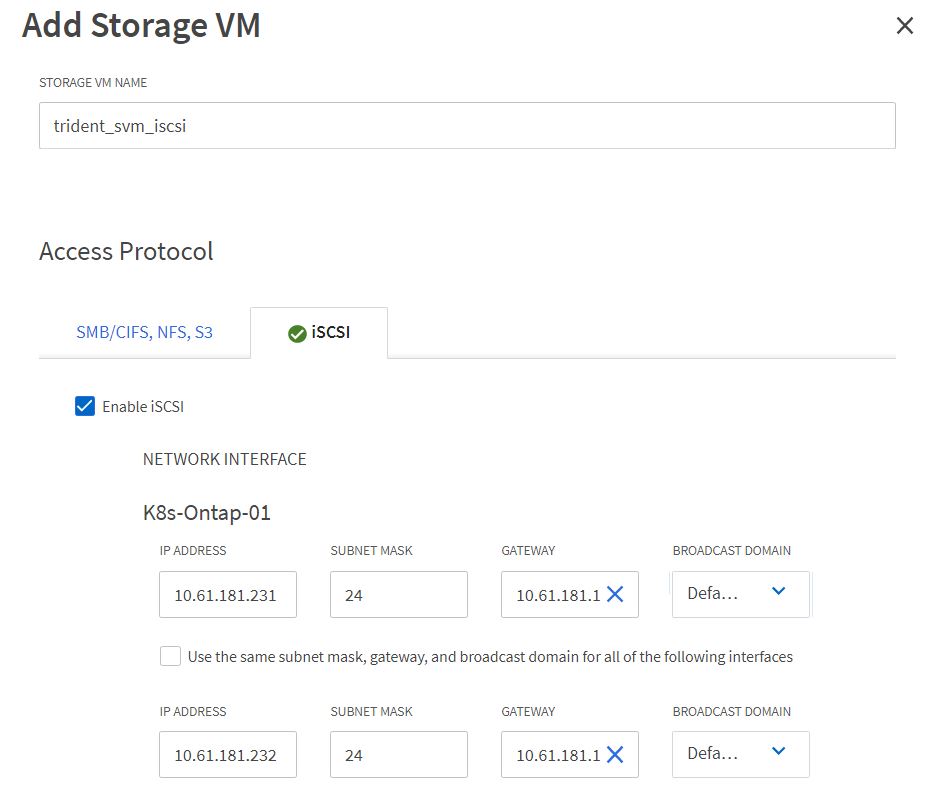 Add Storage VM
STORAGE VM NAME
trident_svm_iscsi
Access Protocol
SMB/CIFS, NFS, S3 iSCSI
Enable iSCSI
NETWORK INTERFACE
K8s-Ontap-01
IP ADDRESS SUBNET MASK GATEWAY BROADCAST DOMAIN
10.61.181.231 24 10.61.181.1 Defa...
Use the same subnet mask, gateway, and broadcast domain for all of the following interfaces
IP ADDRESS SUBNET MASK GATEWAY BROADCAST DOMAIN
10.61.181.232 24 10.61.181.1 Defa...